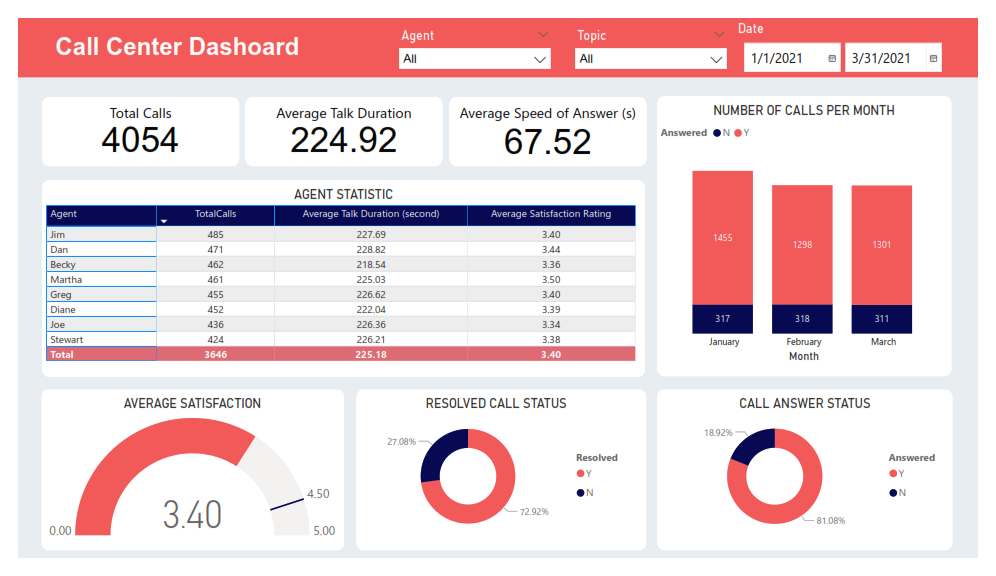 Call Center Dashoard
Agent
All
Topic
All
Date
1/1/2021
3/31/2021
Total Calls
4054
Average Talk Duration
224.92
Average Speed of Answer (s)
67.52
NUMBER OF CALLS PER MONTH
Answered N Y
1455
1298
1301
317
318
311
January
February
March
Month
AGENT STATISTIC
Agent TotalCalls Average Talk Duration (second) Average Satisfaction Rating
Jim 485 227.69 3.40
Dan 471 228.82 3.44
Becky 462 218.54 3.36
Martha 461 225.03 3.50
Greg 455 226.62 3.40
Diane 452 222.04 3.39
Joe 436 226.36 3.34
Stewart 424 226.21 3.38
Total 3646 225.18 3.40
AVERAGE SATISFACTION
3.40
0.00
4.50
5.00
RESOLVED CALL STATUS
27.08%
72.92%
Resolved
Y
N
CALL ANSWER STATUS
18.92%
81.08%
Answered
Y
N